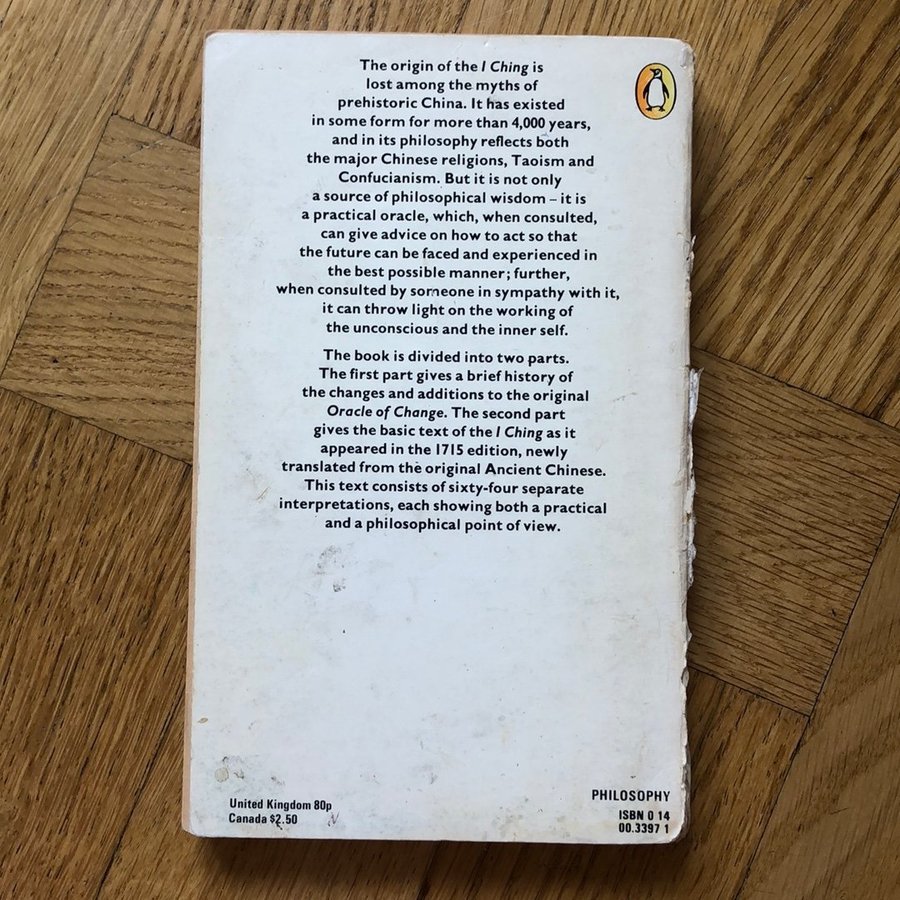 The origin of the I Ching is
lost among the myths of
prehistoric China. It has existed
in some form for more than 4,000 years,
and in its philosophy reflects both
the major Chinese religions, Taoism and
Confucianism. But it is not only
a source of philosophical wisdom – it is
a practical oracle, which, when consulted,
can give advice on how to act so that
the future can be faced and experienced in
the best possible manner; further,
when consulted by someone in sympathy with it,
it can throw light on the working of
the unconscious and the inner self.
The book is divided into two parts.
The first part gives a brief history of
the changes and additions to the original
Oracle of Change. The second part
gives the basic text of the I Ching as it
appeared in the 1715 edition, newly
translated from the original Ancient Chinese.
This text consists of sixty-four separate
interpretations, each showing both a practical
and a philosophical point of view.
United Kingdom 80p
Canada $2.50
PHILOSOPHY
ISBN 0 14
00.3397 1